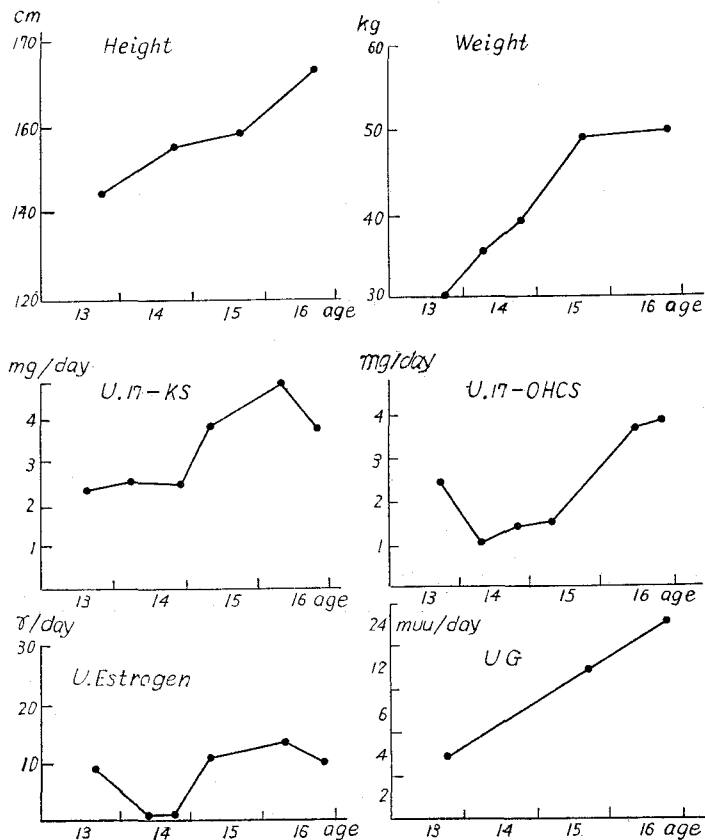 cm
170
160
140
120
Height
13 14 15 16 age
kg
60
50
40
30
Weight
13 14 15 16 age
mg/day
4
3
2
1
U.17-KS
13 14 15 16 age
mg/day
4
3
2
1
U.17-OHCS
13 14 15 16 age
γ/day
30
20
10
U.Estrogen
13 14 15 16 age
muu/day
24
12
6
4
2
UG
13 14 15 16 age